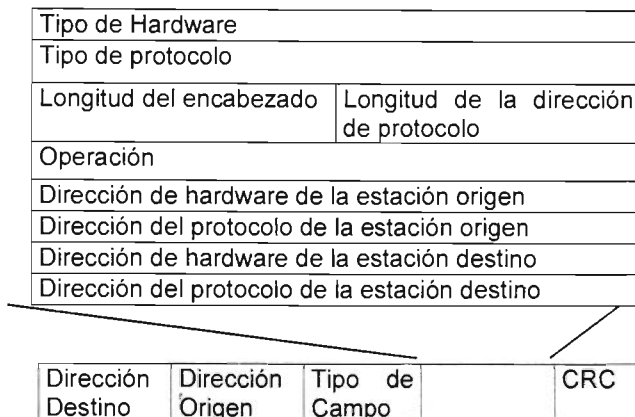 Tipo de Hardware
Tipo de protocolo
Longitud del encabezado
Longitud de la dirección
de protocolo
Operación
Dirección de hardware de la estación origen
Dirección del protocolo de la estación origen
Dirección de hardware de la estación destino
Dirección del protocolo de la estación destino
Dirección
Destino
Dirección
Origen
Tipo de
Campo
CRC